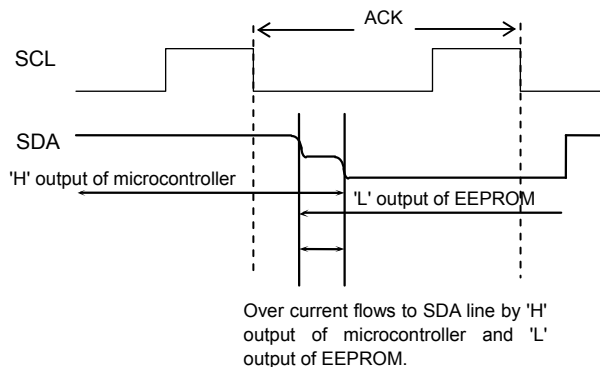 ACK
SCL
SDA
'H' output of microcontroller
'L' output of EEPROM
Over current flows to SDA line by 'H'
output of microcontroller and 'L'
output of EEPROM.